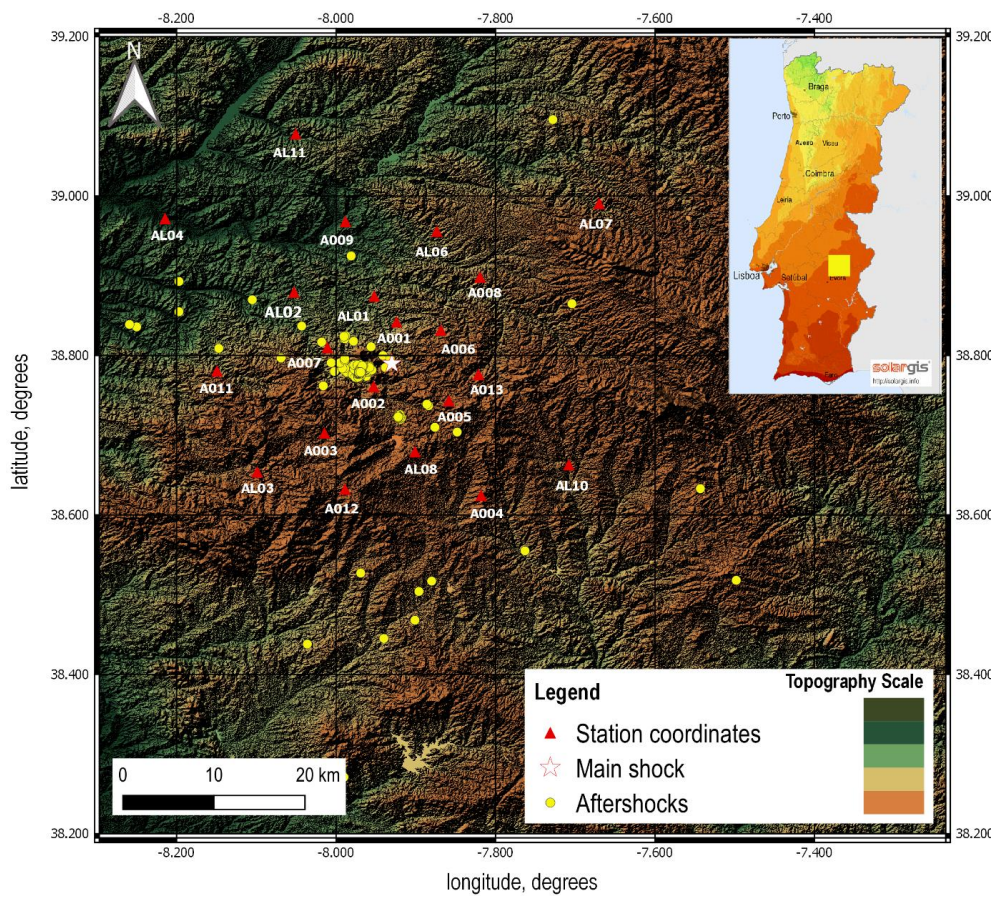 -8.200 -8.000 -7.800 -7.600 -7.400
39.200 39.200
N
Braga
Porto
Aveiro Viseu
Coimbra
Leiria
Lisboa
Setúbal
Faro
solargis
http://solargis.info
AL11
39.000 39.000
AL04
A009
AL06
AL07
A008
AL02
AL01
A001
A006
38.800 38.800
A007
A011
A002
A013
A005
A003
AL08
AL03
A012
A004
AL10
38.600 38.600
38.400 38.400
Legend
Topography Scale
Station coordinates
Main shock
Aftershocks
0 10 20 km
38.200 38.200
-8.200 -8.000 -7.800 -7.600 -7.400
latitude, degrees
longitude, degrees